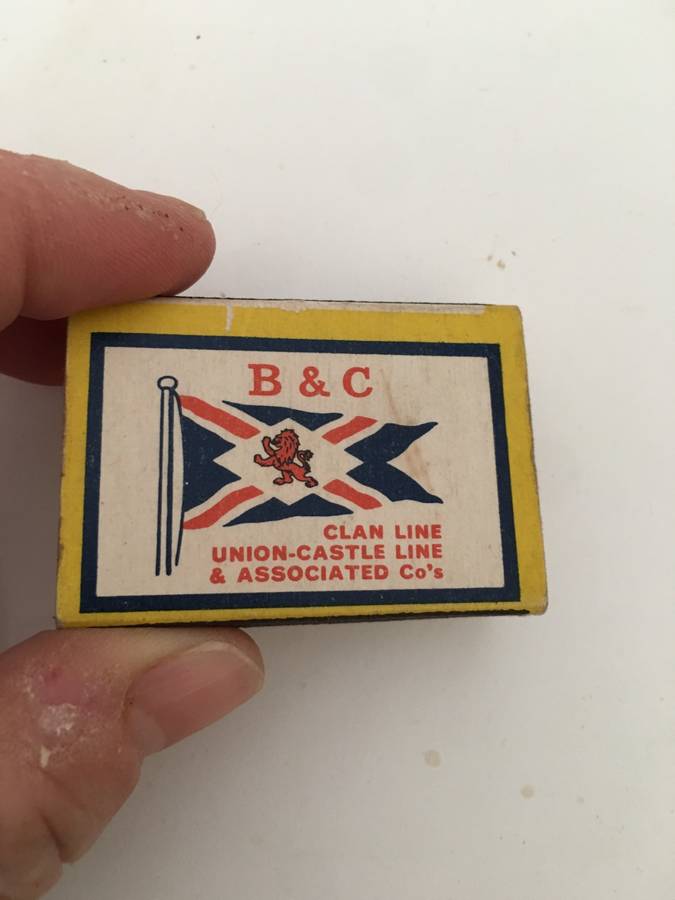 B & C
CLAN LINE
UNION-CASTLE LINE
& ASSOCIATED Co's